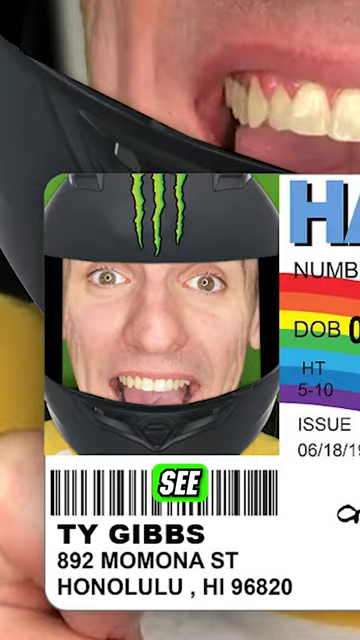 HA
NUMB
DOB 0
HT
5-10
ISSUE
06/18/19
SEE
TY GIBBS
892 MOMONA ST
HONOLULU , HI 96820